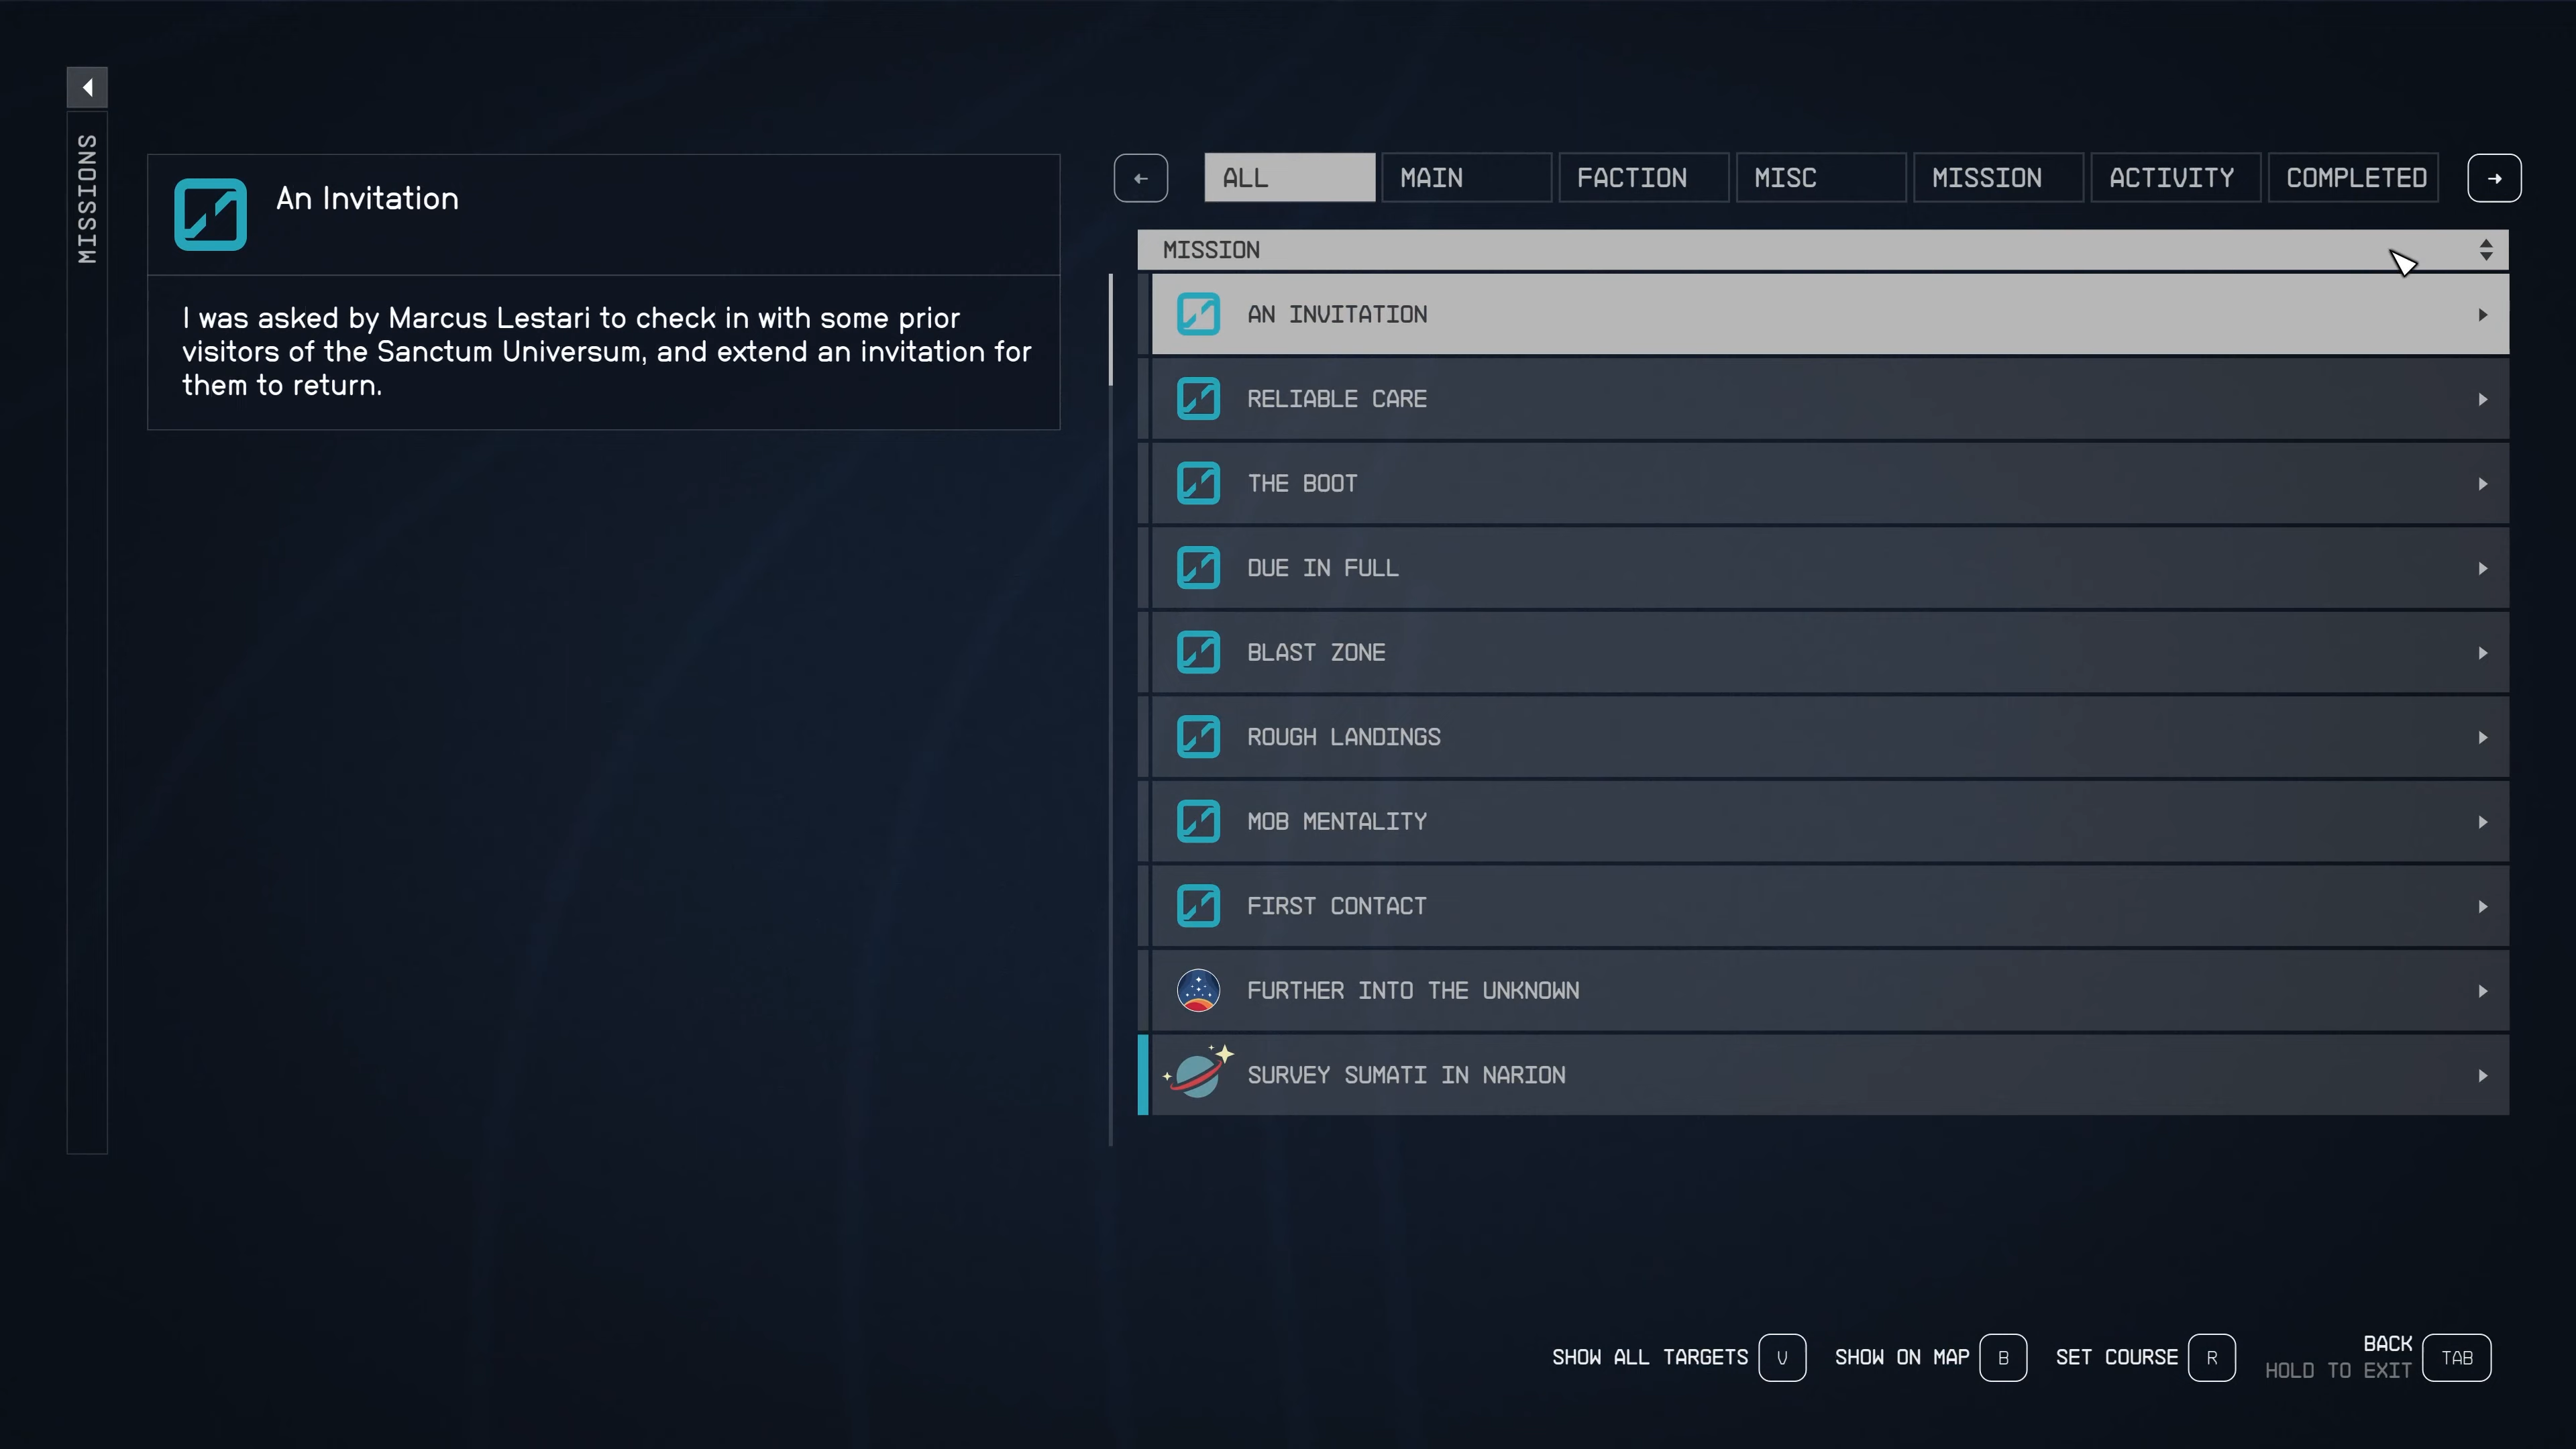 MISSIONS
An Invitation
I was asked by Marcus Lestari to check in with some prior
visitors of the Sanctum Universum, and extend an invitation for
them to return.
ALL
MAIN
FACTION
MISC
MISSION
ACTIVITY
COMPLETED
MISSION
AN INVITATION
RELIABLE CARE
THE BOOT
DUE IN FULL
BLAST ZONE
ROUGH LANDINGS
MOB MENTALITY
FIRST CONTACT
FURTHER INTO THE UNKNOWN
SURVEY SUMATI IN NARION
SHOW ALL TARGETS V
SHOW ON MAP B
SET COURSE R
BACK
HOLD TO EXIT
TAB